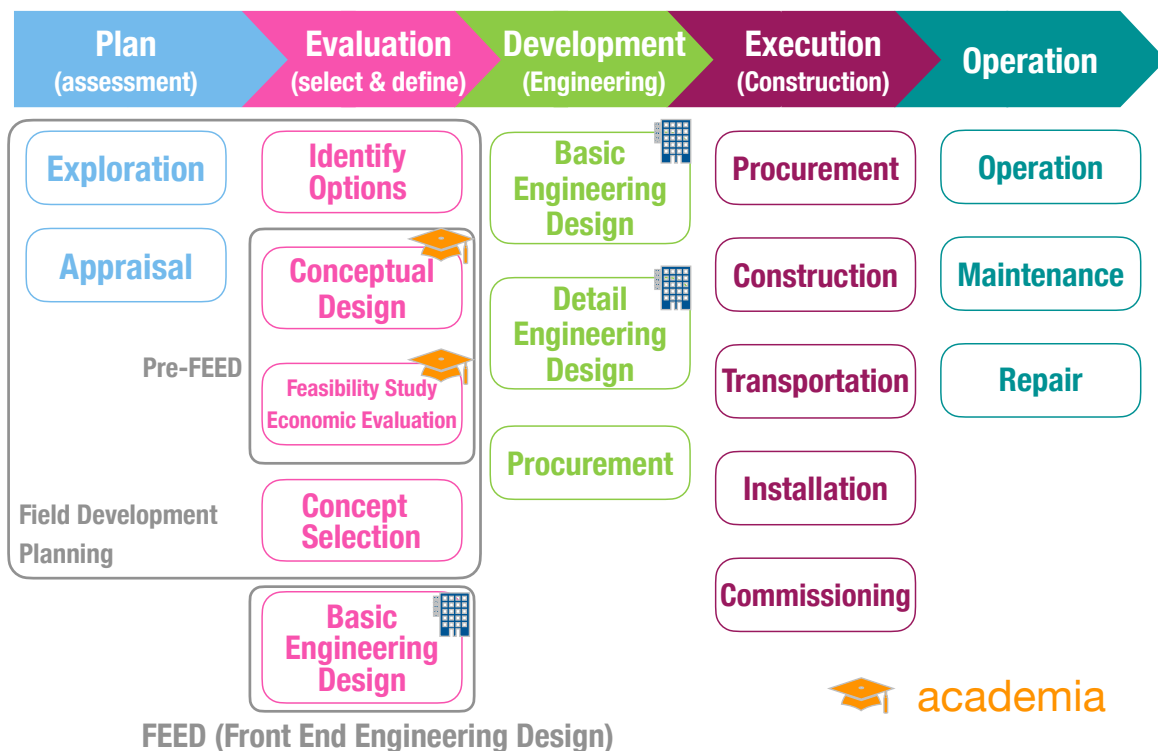 Plan
(assessment)
Evaluation
(select & define)
Development
(Engineering)
Execution
(Construction)
Operation
Exploration
Appraisal
Pre-FEED
Field Development
Planning
Identify
Options
Conceptual
Design
Feasibility Study
Economic Evaluation
Concept
Selection
Basic
Engineering
Design
FEED (Front End Engineering Design)
Basic
Engineering
Design
Detail
Engineering
Design
Procurement
Procurement
Construction
Transportation
Installation
Commissioning
Operation
Maintenance
Repair
academia